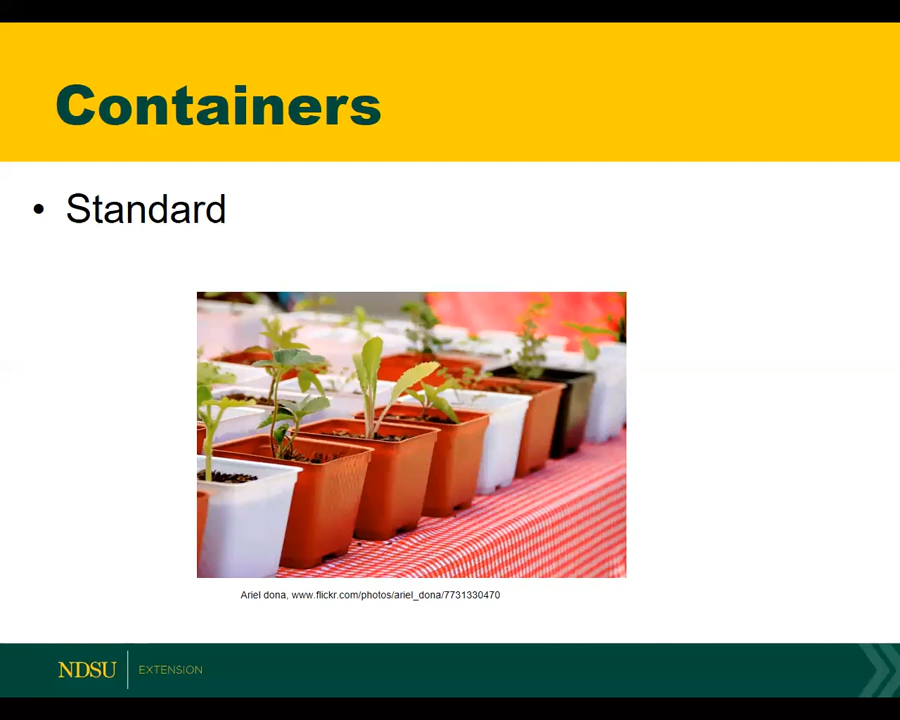 Containers
• Standard
Ariel dona, www.flickr.com/photos/ariel_dona/7731330470
NDSU EXTENSION